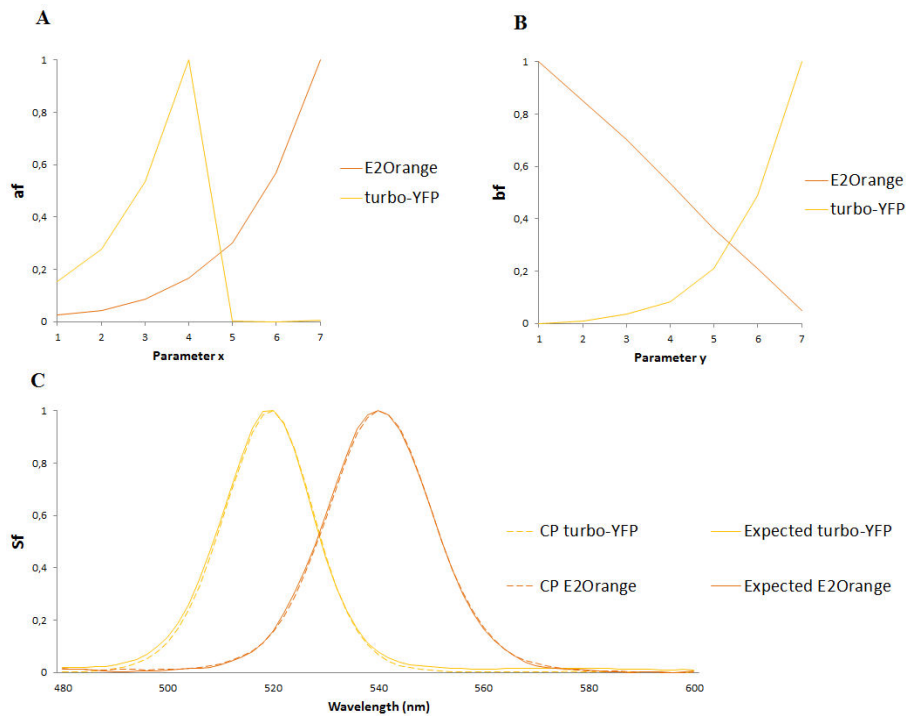 A
1
0,8
0,6
0,4
0,2
0
af
1 2 3 4 5 6 7
Parameter x
E2Orange
turbo-YFP
B
1
0,8
0,6
0,4
0,2
0
bf
1 2 3 4 5 6 7
Parameter y
E2Orange
turbo-YFP
C
1
0,8
0,6
0,4
0,2
0
Sf
480 500 520 540 560 580 600
Wavelength (nm)
CP turbo-YFP Expected turbo-YFP
CP E2Orange Expected E2Orange